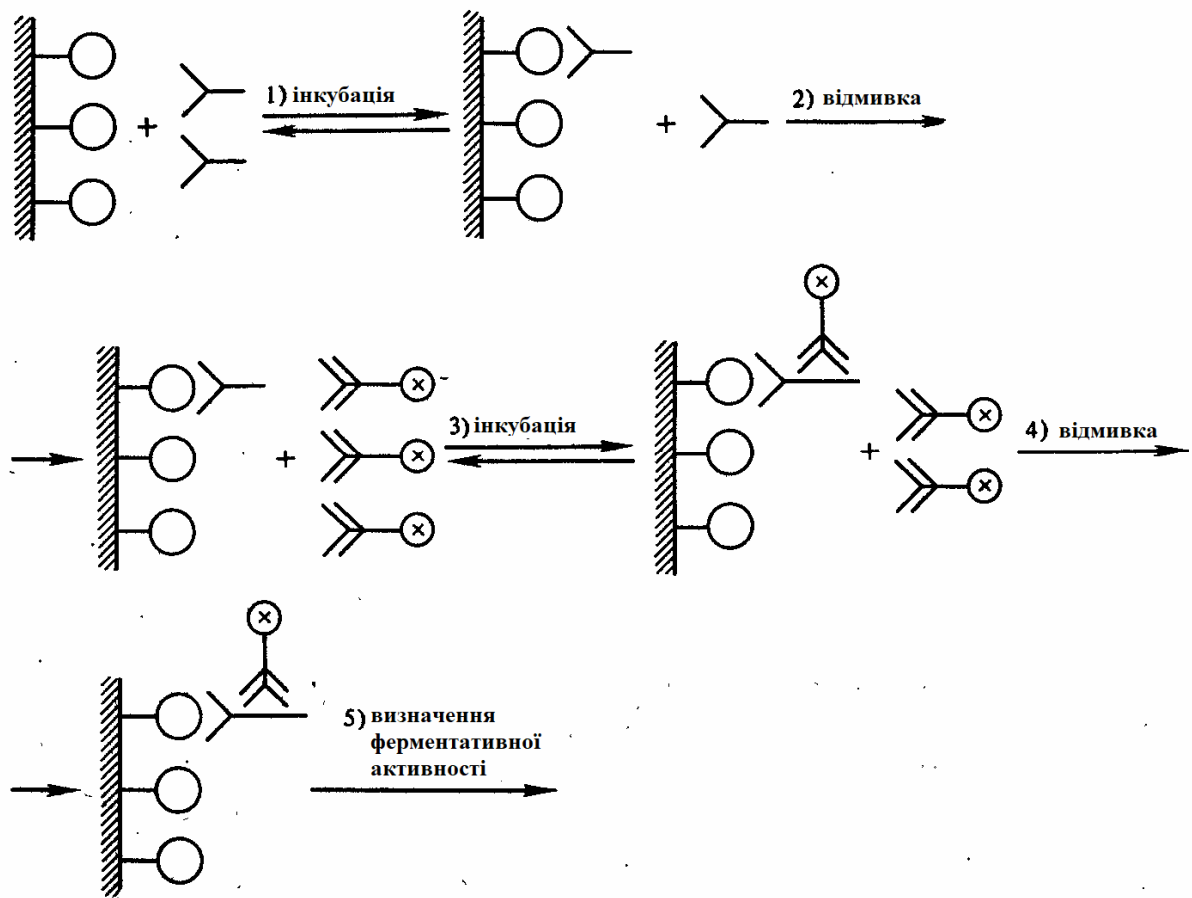 1) інкубація
2) відмивка
3) інкубація
4) відмивка
5) визначення
ферментативної
активності